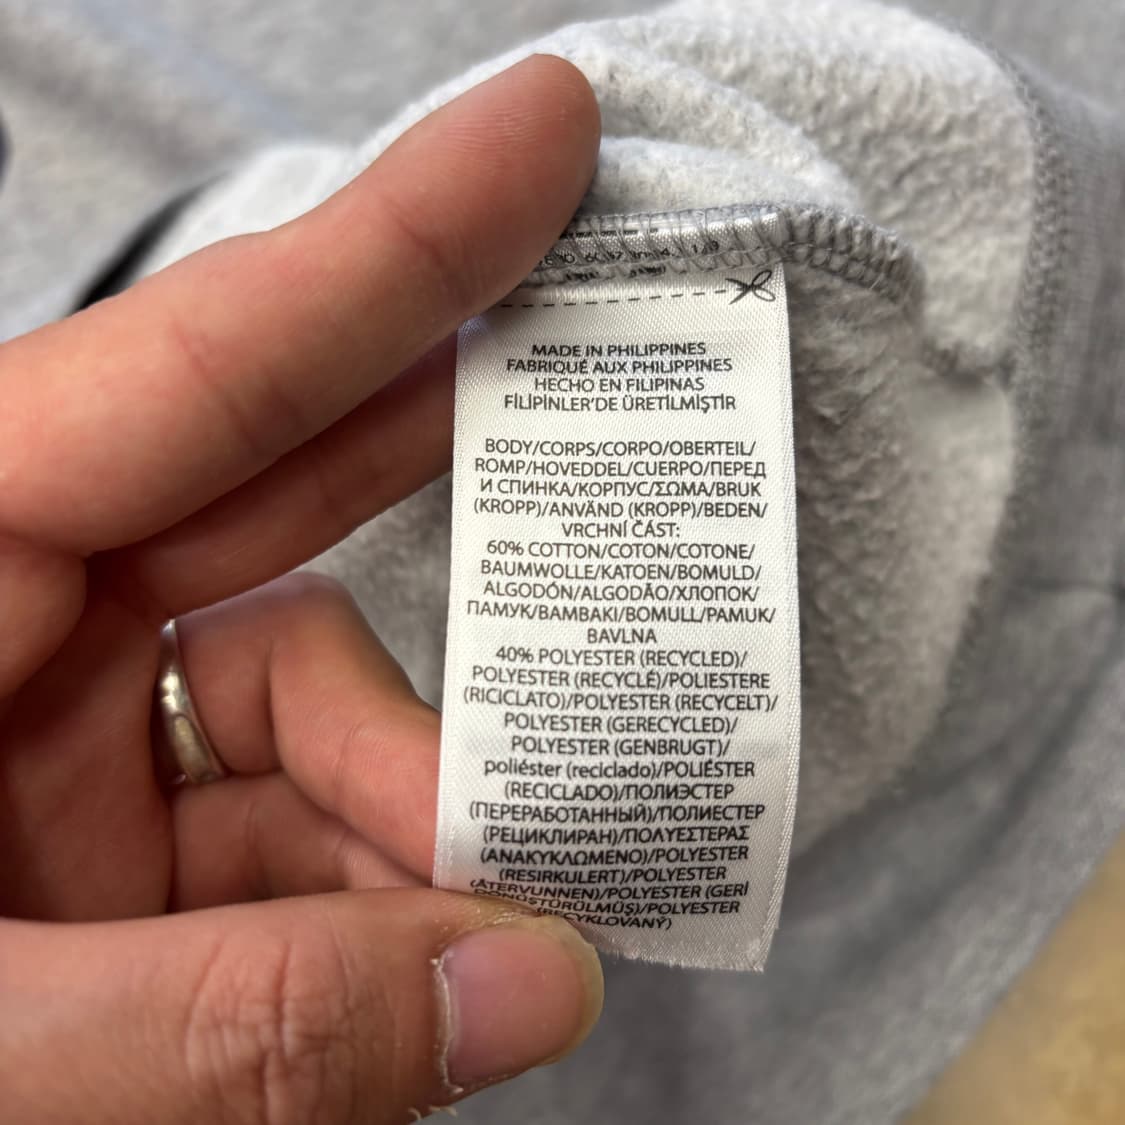 MADE IN PHILIPPINES
FABRIQUÉ AUX PHILIPPINES
HECHO EN FILIPINAS
FİLİPİNLER'DE ÜRETİLMİŞTİR
BODY/CORPS/CORPO/OBERTEIL/
ROMP/HOVEDDEL/CUERPO/ПЕРЕД
И СПИНКА/КОРПУС/ΣΩΜΑ/BRUK
(KROPP)/ANVÄND (KROPP)/BEDEN/
VRCHNÍ ČÁST:
60% COTTON/COTON/COTONE/
BAUMWOLLE/KATOEN/BOMULD/
ALGODÓN/ALGODÃO/ХЛОПОК/
ПАМУК/ΒΑΜΒΑΚΙ/BOMULL/PAMUK/
BAVLNA
40% POLYESTER (RECYCLED)/
POLYESTER (RECYCLÉ)/POLIESTERE
(RICICLATO)/POLYESTER (RECYCELT)/
POLYESTER (GERECYCLED)/
POLYESTER (GENBRUGT)/
poliéster (reciclado)/POLIÉSTER
(RECICLADO)/ПОЛИЭСТЕР
(ПЕРЕРАБОТАННЫЙ)/ПОЛИЕСТЕР
(РЕЦИКЛИРАН)/ΠΟΛΥΕΣΤΕΡΑΣ
(ΑΝΑΚΥΚΛΩΜΕΝΟ)/POLYESTER
(RESIRKULERT)/POLYESTER
(ÅTERVUNNEN)/POLYESTER (GERİ
DÖNÜŞTÜRÜLMÜŞ)/POLYESTER
(RECYKLOVANÝ)